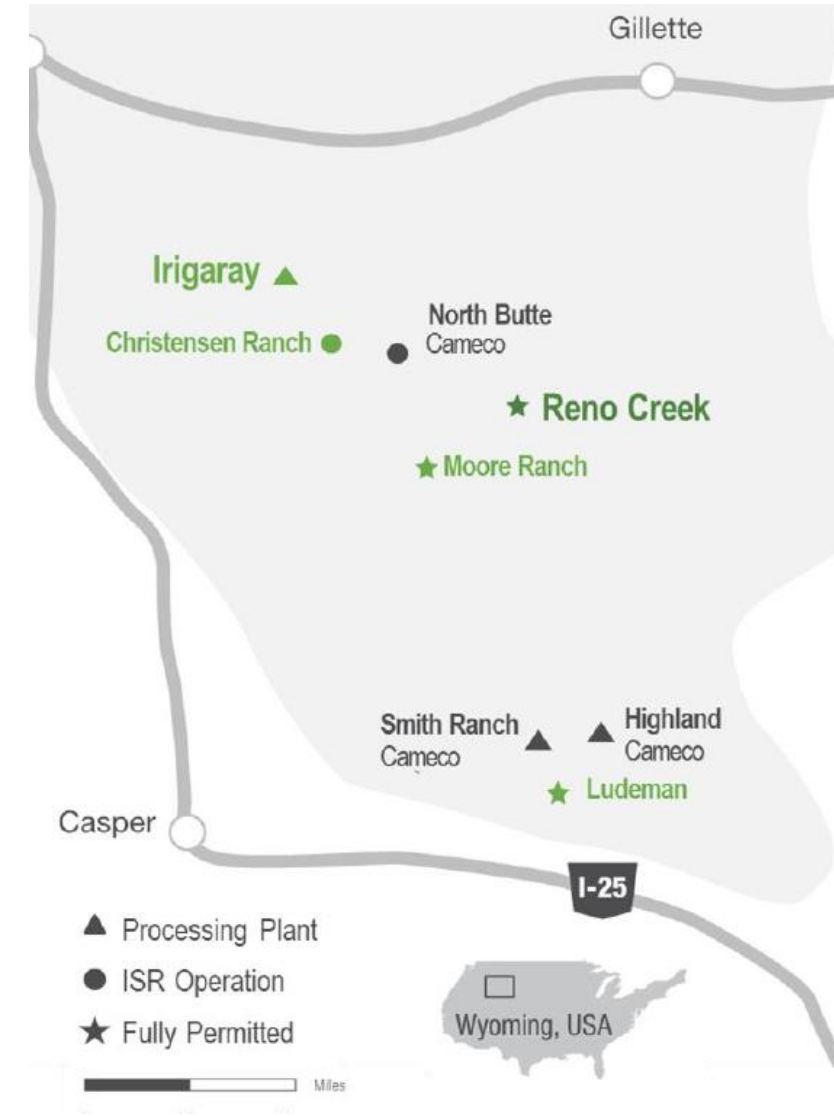 Gillette
Irigaray
North Butte
Christensen Ranch
Cameco
Reno Creek
Moore Ranch
Smith Ranch
Cameco
Highland
Cameco
Ludeman
Casper
I-25
Processing Plant
ISR Operation
Fully Permitted
Wyoming, USA
Miles